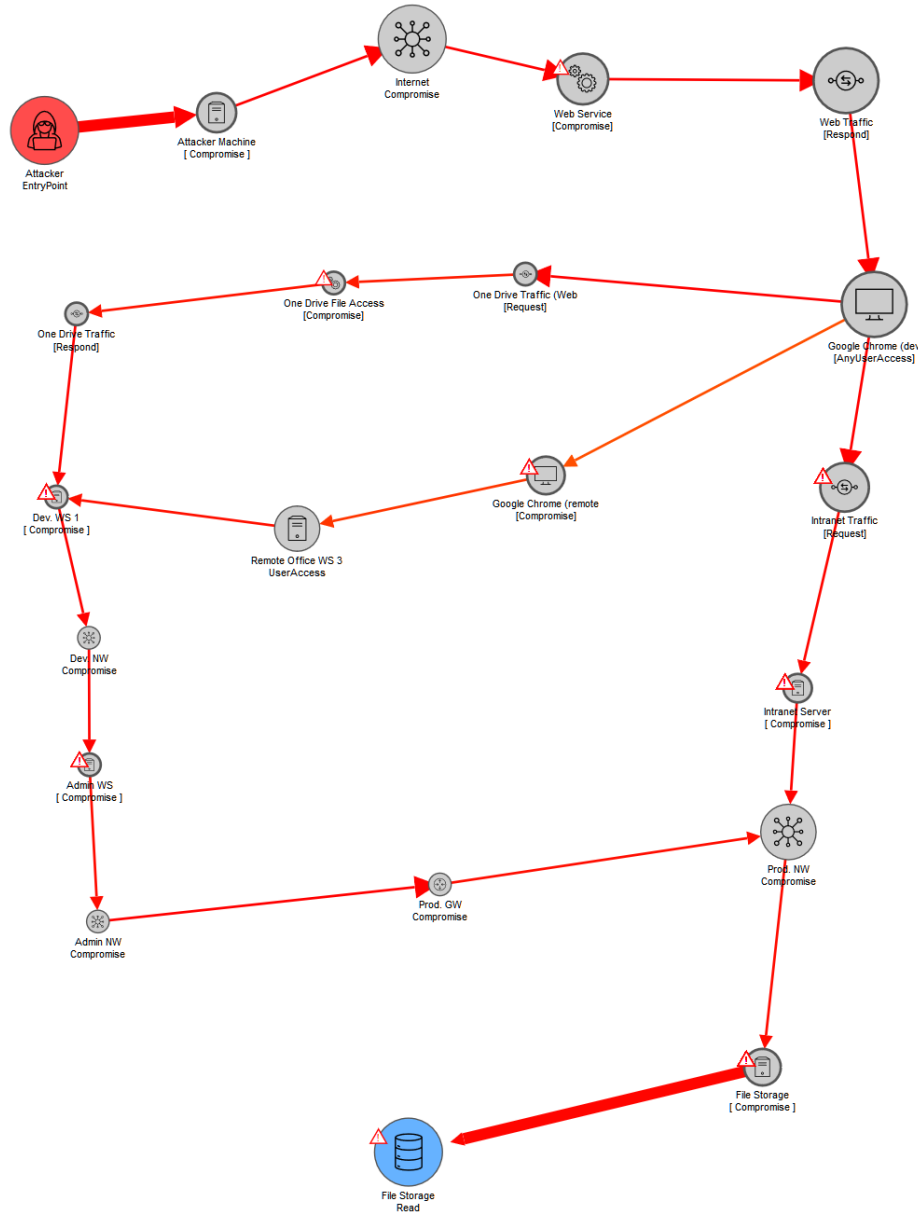 Internet
Compromise
Web Service
[Compromise]
Web Traffic
[Respond]
Attacker Machine
[ Compromise ]
Attacker
EntryPoint
One Drive Traffic (Web
[Request]
One Drive File Access
[Compromise]
One Drive Traffic
[Respond]
Google Chrome (dev
[AnyUserAccess]
Google Chrome (remote
[Compromise]
Intranet Traffic
[Request]
Dev. WS 1
[ Compromise ]
Remote Office WS 3
UserAccess
Dev. NW
Compromise
Intranet Server
[ Compromise ]
Admin WS
[ Compromise ]
Prod. NW
Compromise
Prod. GW
Compromise
Admin NW
Compromise
File Storage
[ Compromise ]
File Storage
Read